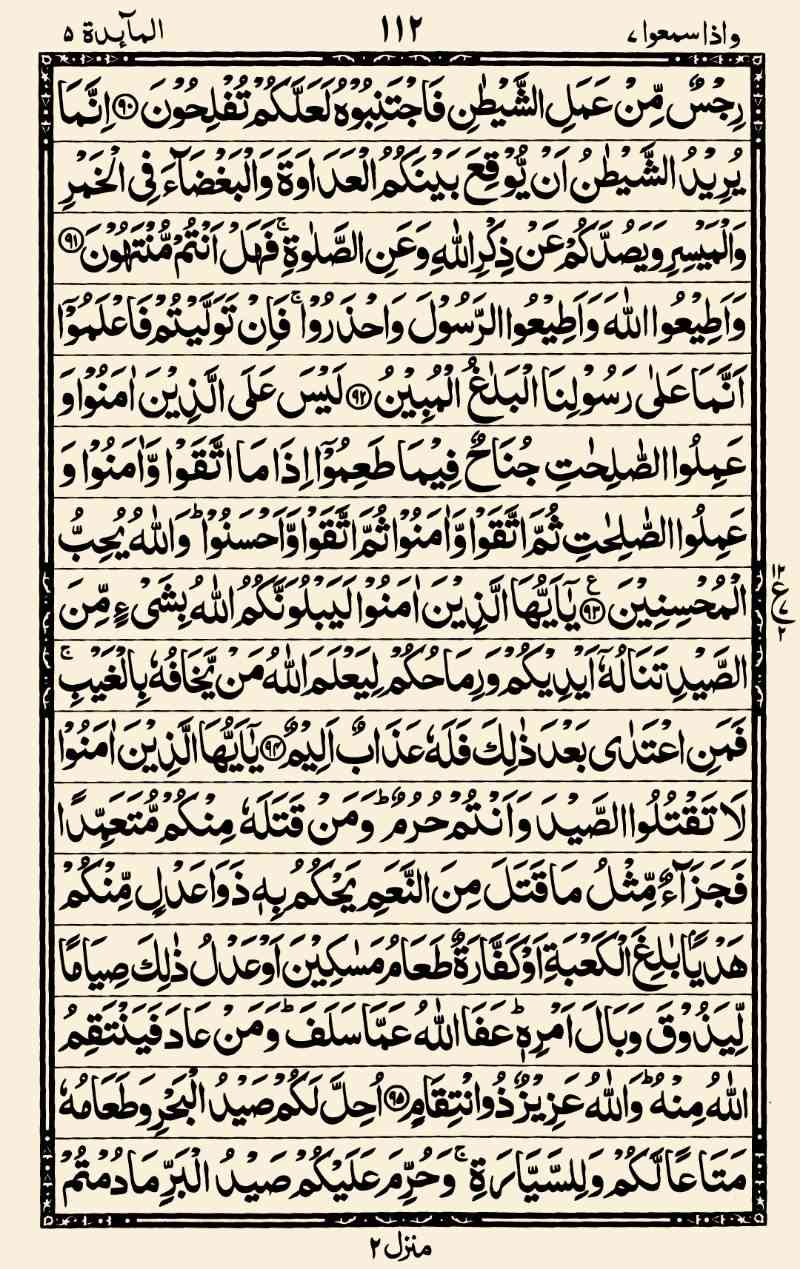 واذا سمعوا ٧
١١٢
المآئدة ٥
رِجْسٌ مِّنْ عَمَلِ الشَّيْطٰنِ فَاجْتَنِبُوْهُ لَعَلَّكُمْ تُفْلِحُوْنَ ﴿٩٠﴾ اِنَّمَا
يُرِيْدُ الشَّيْطٰنُ اَنْ يُّوْقِعَ بَيْنَكُمُ الْعَدَاوَةَ وَالْبَغْضَآءَ فِى الْخَمْرِ
وَالْمَيْسِرِ وَيَصُدَّكُمْ عَنْ ذِكْرِ اللّٰهِ وَعَنِ الصَّلٰوةِ ۚ فَهَلْ اَنْتُمْ مُّنْتَهُوْنَ ﴿٩١﴾
وَاَطِيْعُوا اللّٰهَ وَاَطِيْعُوا الرَّسُوْلَ وَاحْذَرُوْا ۚ فَاِنْ تَوَلَّيْتُمْ فَاعْلَمُوْۤا
اَنَّمَا عَلٰى رَسُوْلِنَا الْبَلٰغُ الْمُبِيْنُ ﴿٩٢﴾ لَيْسَ عَلَى الَّذِيْنَ اٰمَنُوْا وَ
عَمِلُوا الصّٰلِحٰتِ جُنَاحٌ فِيْمَا طَعِمُوْۤا اِذَا مَا اتَّقَوْا وَّاٰمَنُوْا وَ
عَمِلُوا الصّٰلِحٰتِ ثُمَّ اتَّقَوْا وَّاٰمَنُوْا ثُمَّ اتَّقَوْا وَّاَحْسَنُوْا ؕ وَاللّٰهُ يُحِبُّ
الْمُحْسِنِيْنَ ﴿٩٣﴾ ع يٰۤاَيُّهَا الَّذِيْنَ اٰمَنُوْا لَيَبْلُوَنَّكُمُ اللّٰهُ بِشَىْءٍ مِّنَ
١٢
ع
٧
٢
الصَّيْدِ تَنَالُهٗۤ اَيْدِيْكُمْ وَرِمَاحُكُمْ لِيَعْلَمَ اللّٰهُ مَنْ يَّخَافُهٗ بِالْغَيْبِ ۚ
فَمَنِ اعْتَدٰى بَعْدَ ذٰلِكَ فَلَهٗ عَذَابٌ اَلِيْمٌ ﴿٩٤﴾ يٰۤاَيُّهَا الَّذِيْنَ اٰمَنُوْا
لَا تَقْتُلُوا الصَّيْدَ وَاَنْتُمْ حُرُمٌ ؕ وَمَنْ قَتَلَهٗ مِنْكُمْ مُّتَعَمِّدًا
فَجَزَآءٌ مِّثْلُ مَا قَتَلَ مِنَ النَّعَمِ يَحْكُمُ بِهٖ ذَوَا عَدْلٍ مِّنْكُمْ
هَدْيًۢا بٰلِغَ الْكَعْبَةِ اَوْ كَفَّارَةٌ طَعَامُ مَسٰكِيْنَ اَوْ عَدْلُ ذٰلِكَ صِيَامًا
لِّيَذُوْقَ وَبَالَ اَمْرِهٖ ؕ عَفَا اللّٰهُ عَمَّا سَلَفَ ؕ وَمَنْ عَادَ فَيَنْتَقِمُ
اللّٰهُ مِنْهُ ؕ وَاللّٰهُ عَزِيْزٌ ذُو انْتِقَامٍ ﴿٩٥﴾ اُحِلَّ لَكُمْ صَيْدُ الْبَحْرِ وَطَعَامُهٗ
مَتَاعًا لَّكُمْ وَلِلسَّيَّارَةِ ۚ وَحُرِّمَ عَلَيْكُمْ صَيْدُ الْبَرِّ مَا دُمْتُمْ
منزل ٢